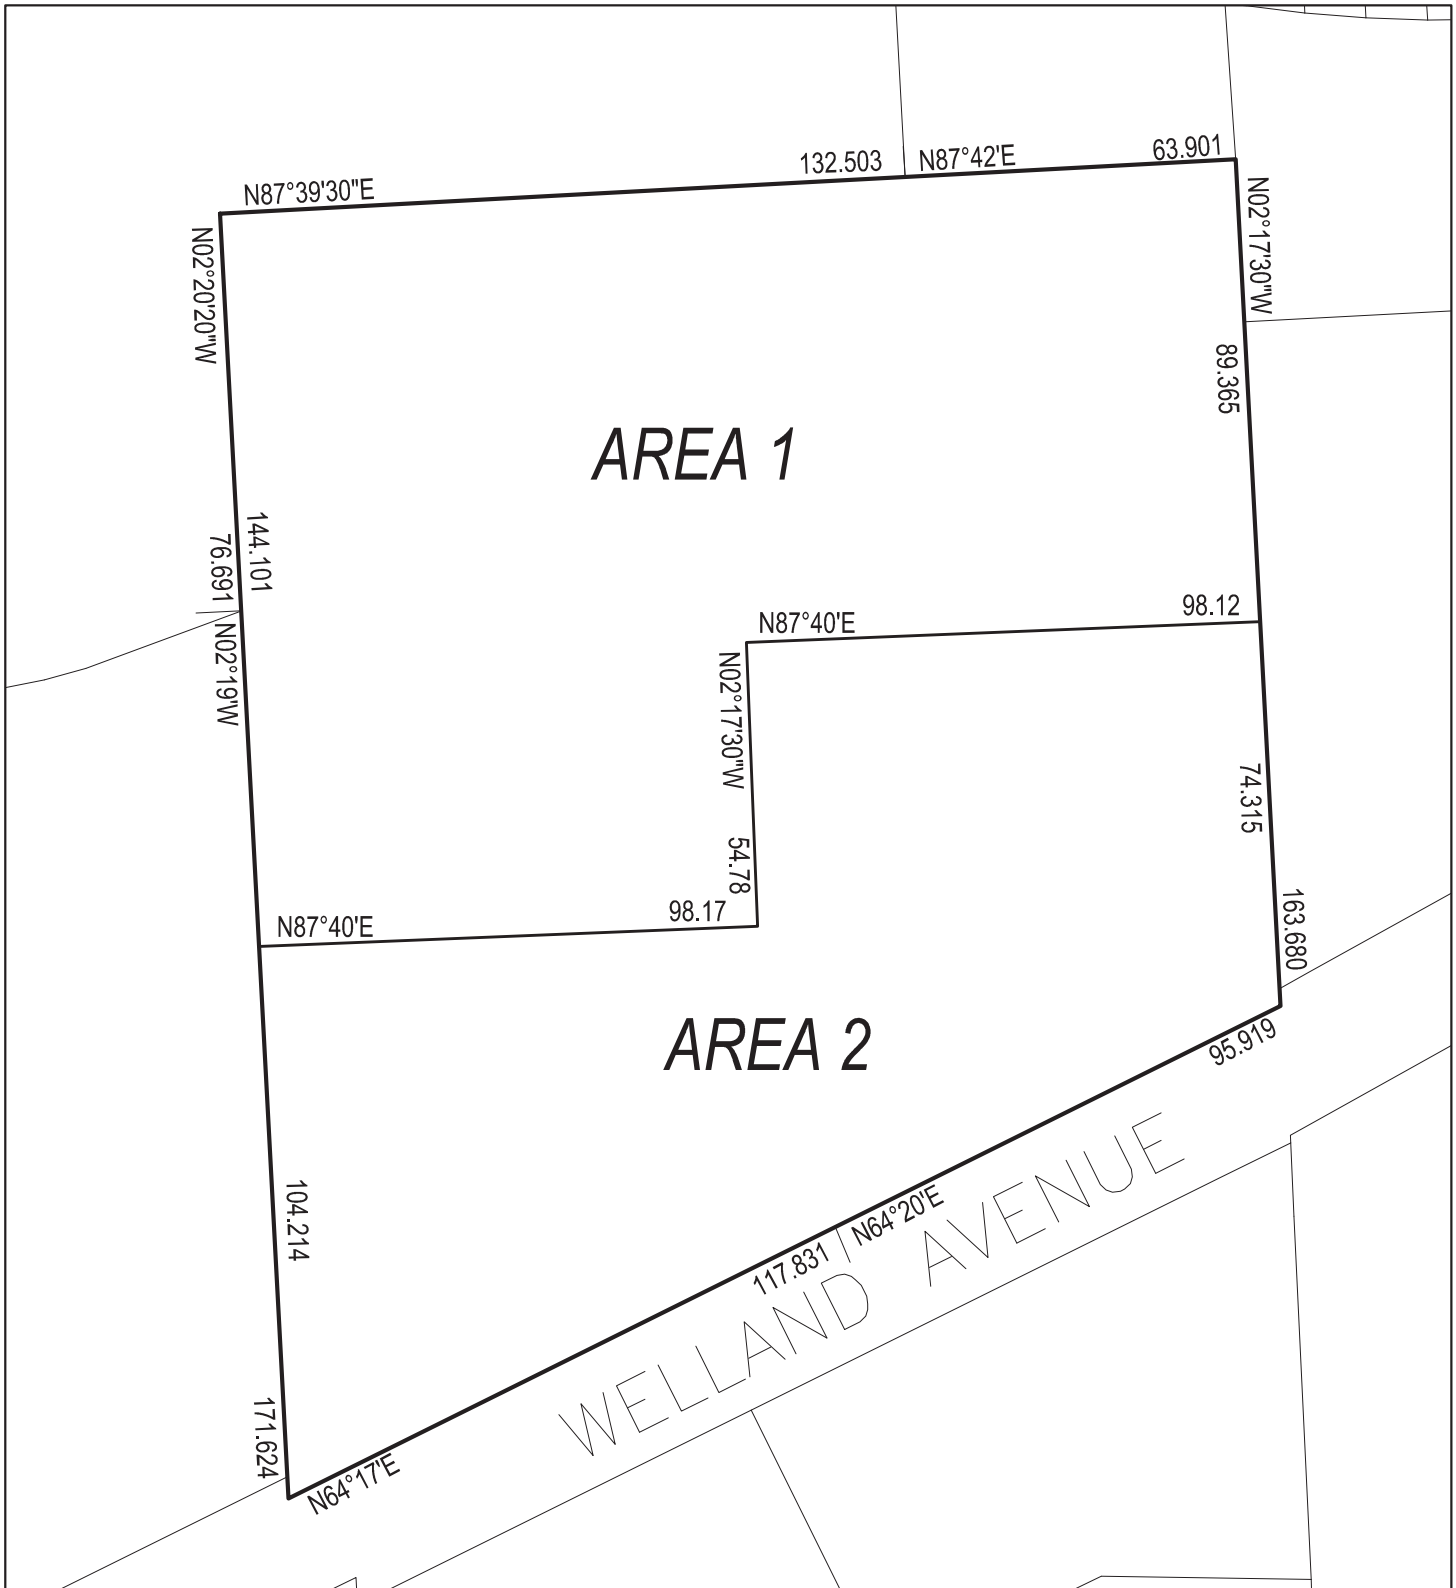 132.503
N87°42'E
63.901
N87°39'30"E
N02°17'30"W
N02°20'20"W
89.365
AREA 1
144.101
76.691
N87°40'E
98.12
N02°19'W
N02°17'30"W
74.315
54.78
98.17
N87°40'E
163.680
AREA 2
95.919
104.214
N64°20'E
117.831
WELLAND AVENUE
171.624
N64°17'E